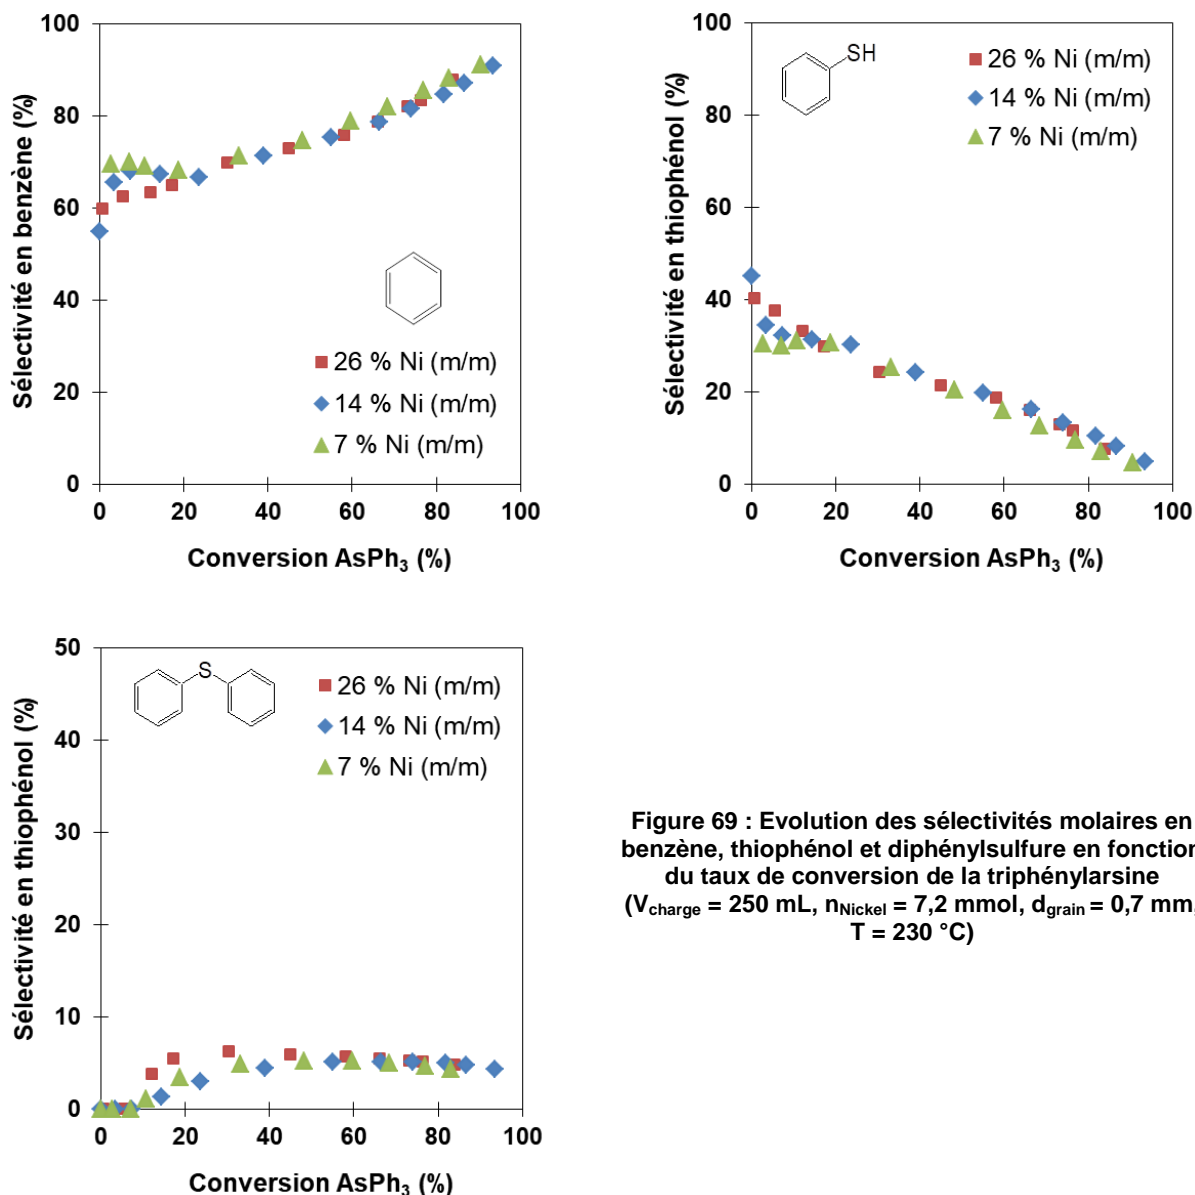 Sélectivité en benzène (%)
100
80
60
40
20
0
26 % Ni (m/m)
14 % Ni (m/m)
7 % Ni (m/m)
0 20 40 60 80 100
Conversion AsPh₃ (%)
Sélectivité en thiophénol (%)
100
80
60
40
20
0
SH
26 % Ni (m/m)
14 % Ni (m/m)
7 % Ni (m/m)
0 20 40 60 80 100
Conversion AsPh₃ (%)
Sélectivité en thiophénol (%)
50
40
30
20
10
0
S
26 % Ni (m/m)
14 % Ni (m/m)
7 % Ni (m/m)
0 20 40 60 80 100
Conversion AsPh₃ (%)
Figure 69 : Evolution des sélectivités molaires en
benzène, thiophénol et diphénylsulfure en fonction
du taux de conversion de la triphénylarsine
(V_charge = 250 mL, n_Nickel = 7,2 mmol, d_grain = 0,7 mm,
T = 230 °C)